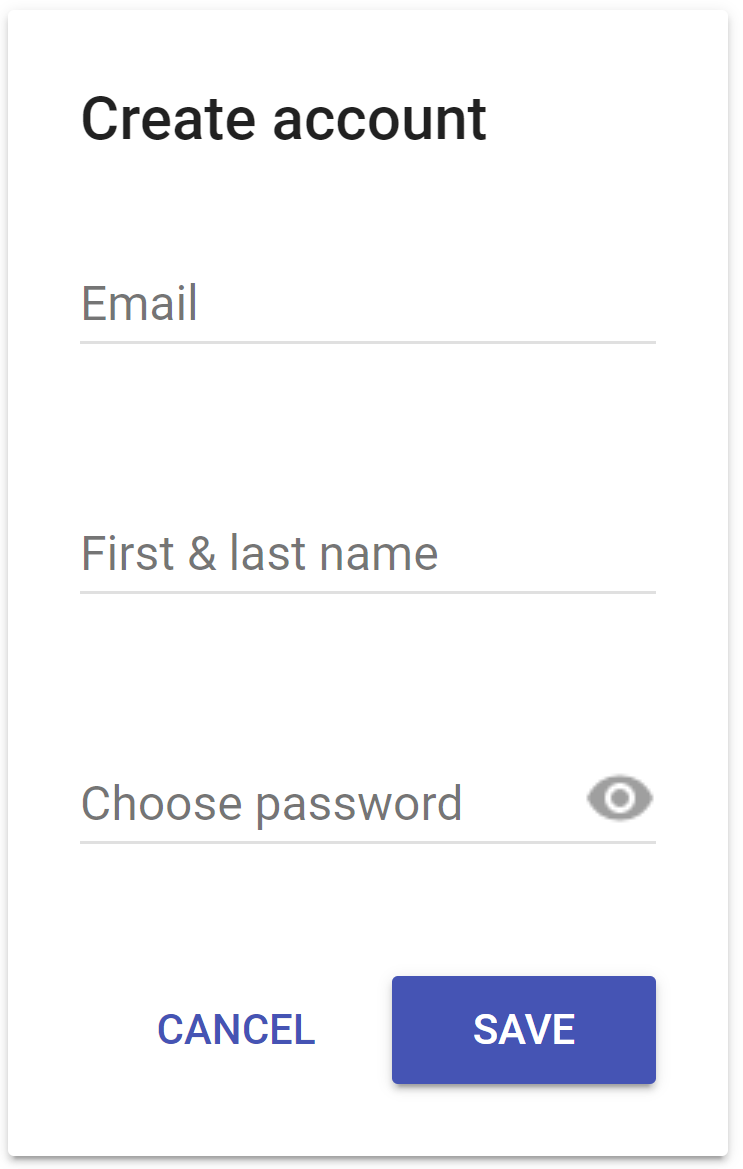 Create account
Email
First & last name
Choose password
CANCEL SAVE